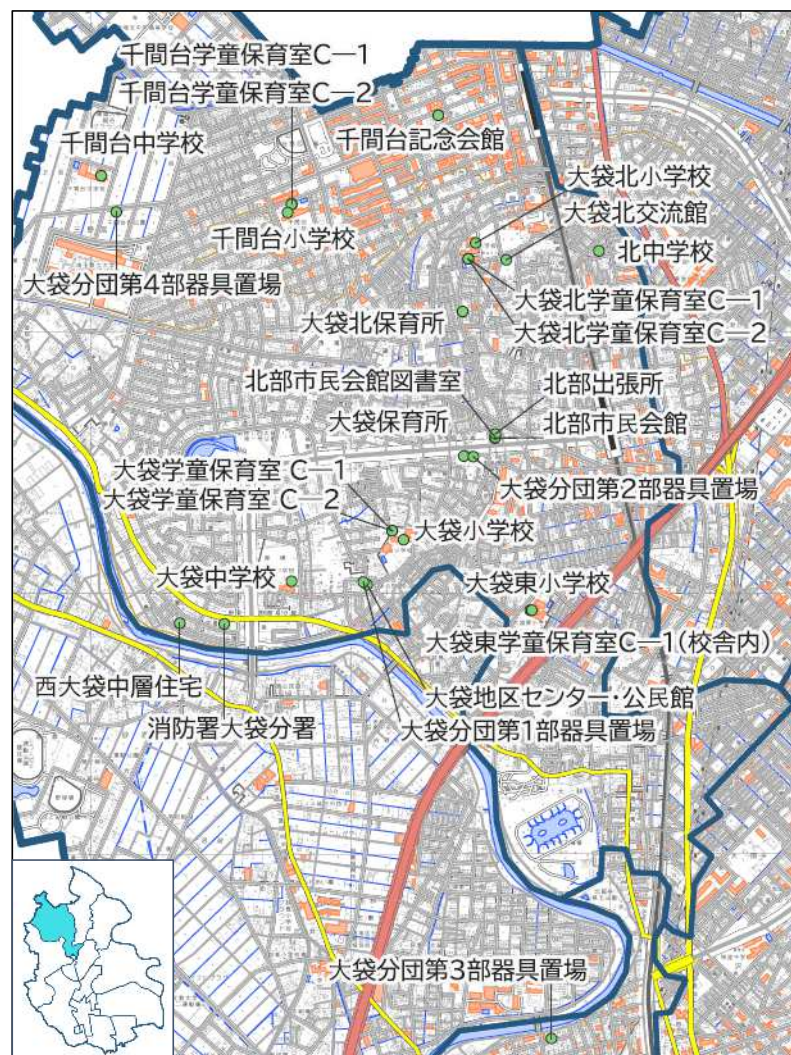 千間台学童保育室C―1
千間台学童保育室C―2
千間台中学校
千間台記念会館
大袋北小学校
大袋北交流館
千間台小学校
北中学校
大袋分団第4部器具置場
大袋北学童保育室C―1
大袋北保育所
大袋北学童保育室C―2
北部市民会館図書室
北部出張所
大袋保育所
北部市民会館
大袋学童保育室 C―1
大袋分団第2部器具置場
大袋学童保育室 C―2
大袋小学校
大袋中学校
大袋東小学校
大袋東学童保育室C―1(校舎内)
西大袋中層住宅
大袋地区センター・公民館
消防署大袋分署
大袋分団第1部器具置場
大袋分団第3部器具置場